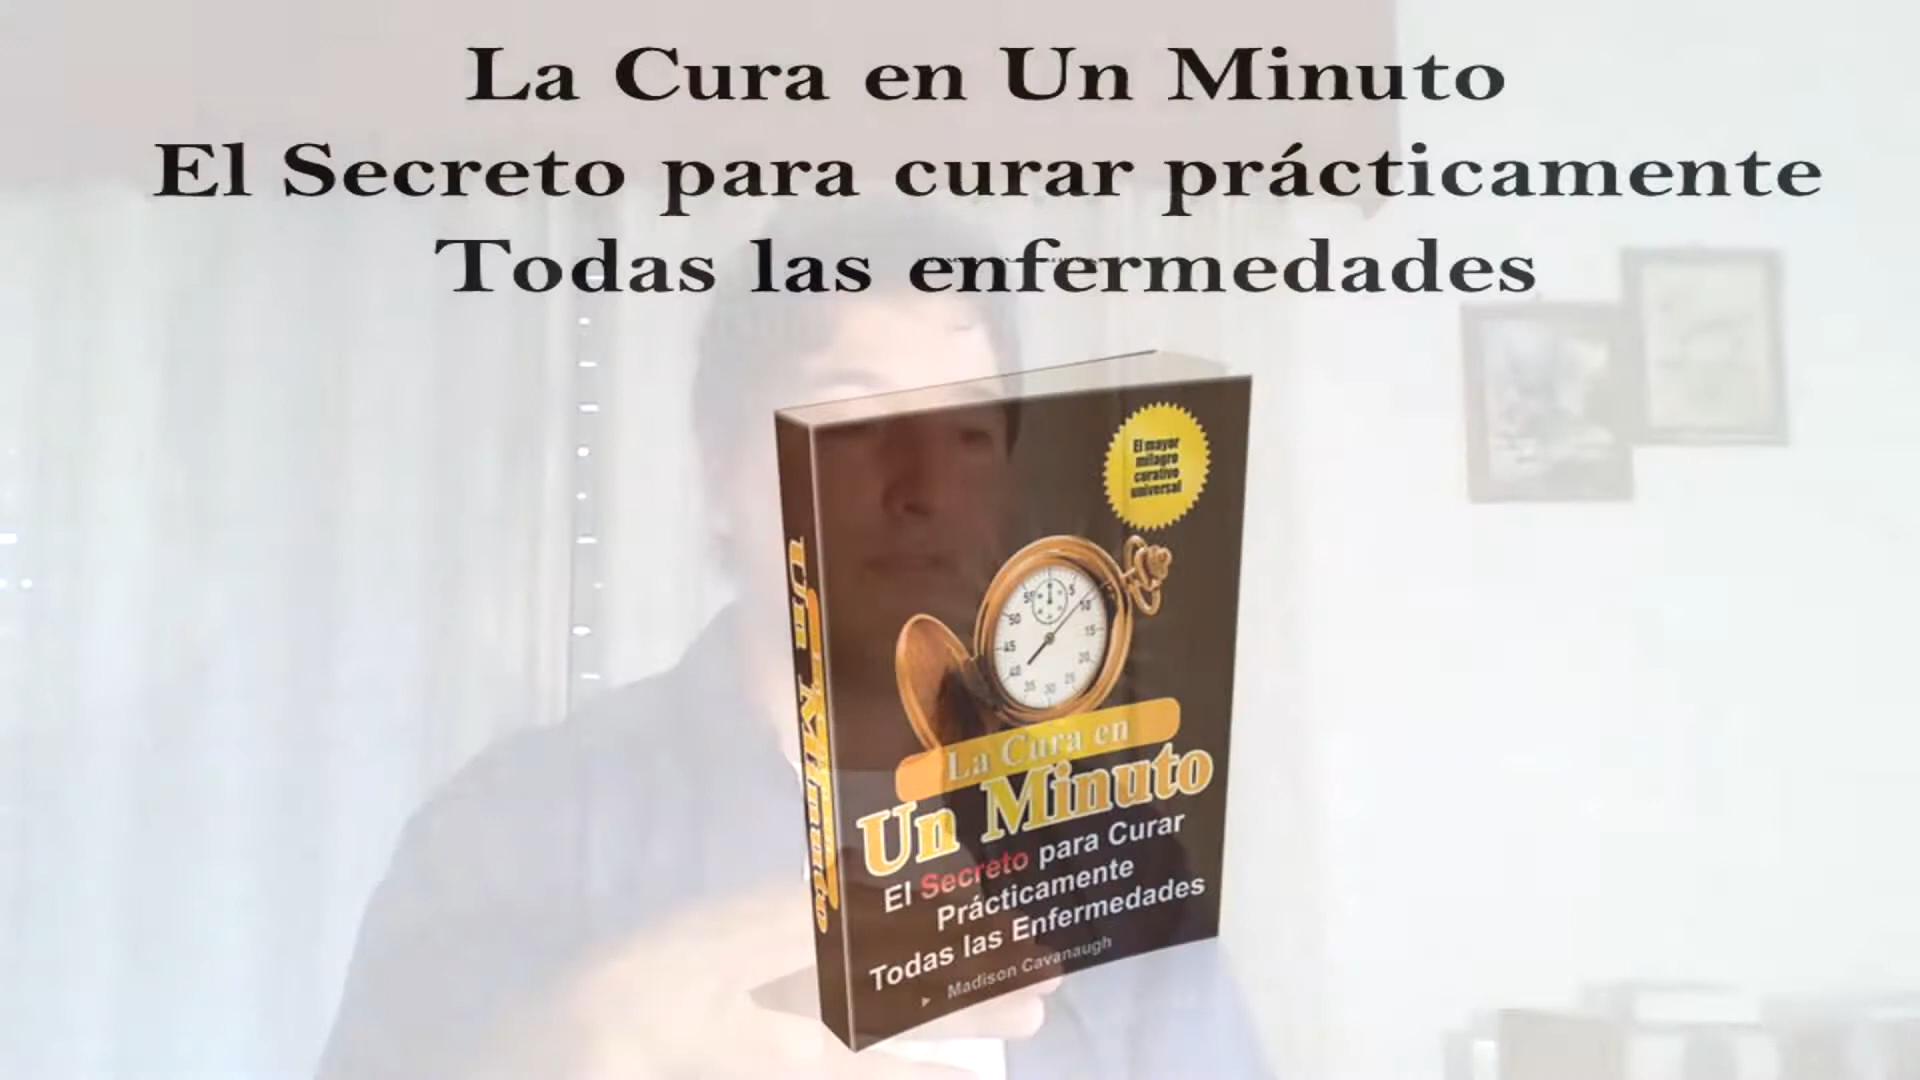 La Cura en Un Minuto
El Secreto para curar prácticamente
Todas las enfermedades
El mayor
milagro
curativo
universal
La Cura en
Un Minuto
El Secreto para Curar
Prácticamente
Todas las Enfermedades
Madison Cavanaugh
Un Minuto